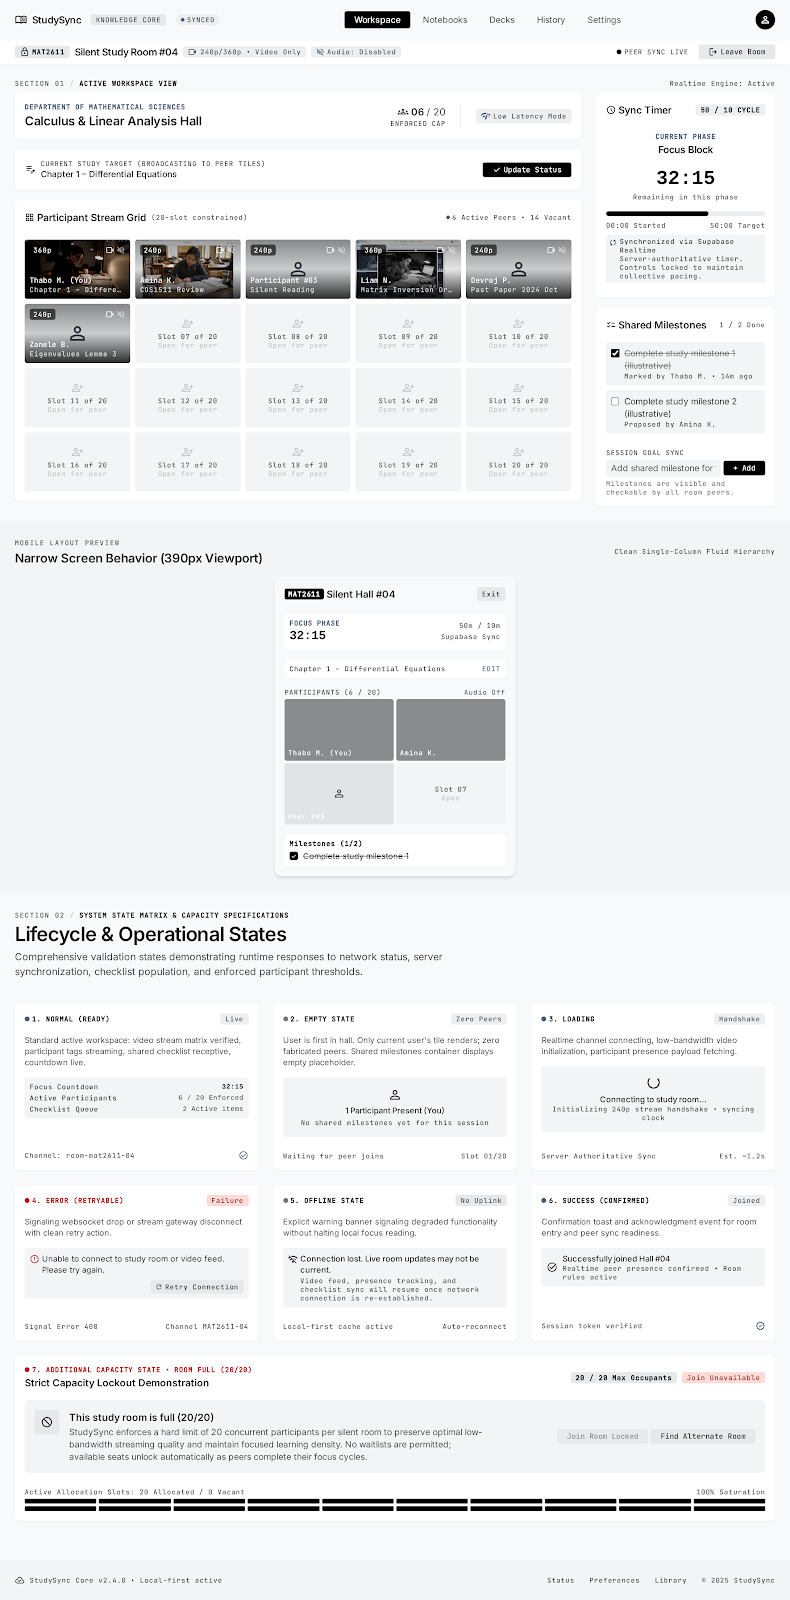 StudySync KNOWLEDGE CORE SYNCED Workspace Notebooks Decks History Settings
MAT2611 Silent Study Room #04 240p/360p • Video Only Audio: Disabled PEER SYNC LIVE Leave Room
SECTION 01 / ACTIVE WORKSPACE VIEW Realtime Engine: Active
DEPARTMENT OF MATHEMATICAL SCIENCES
Calculus & Linear Analysis Hall
06 / 20
ENFORCED CAP
Low Latency Mode
CURRENT STUDY TARGET (BROADCASTING TO PEER TILES)
Chapter 1 – Differential Equations
Update Status
Participant Stream Grid (20-slot constrained) 6 Active Peers • 14 Vacant
360p
Thabo M. (You)
Chapter 1 – Differe…
240p
Amina K.
COS1511 Review
240p
Participant #03
Silent Reading
360p
Liam N.
Matrix Inversion Dr…
240p
Devraj P.
Past Paper 2024 Oct
240p
Zanele B.
Eigenvalues Lemma 3
Slot 07 of 20
Open for peer
Slot 08 of 20
Open for peer
Slot 09 of 20
Open for peer
Slot 10 of 20
Open for peer
Slot 11 of 20
Open for peer
Slot 12 of 20
Open for peer
Slot 13 of 20
Open for peer
Slot 14 of 20
Open for peer
Slot 15 of 20
Open for peer
Slot 16 of 20
Open for peer
Slot 17 of 20
Open for peer
Slot 18 of 20
Open for peer
Slot 19 of 20
Open for peer
Slot 20 of 20
Open for peer
Sync Timer 50 / 10 CYCLE
CURRENT PHASE
Focus Block
32:15
Remaining in this phase
00:00 Started 50:00 Target
Synchronized via Supabase
Realtime
Server-authoritative timer.
Controls locked to maintain
collective pacing.
Shared Milestones 1 / 2 Done
Complete study milestone 1
(illustrative)
Marked by Thabo M. • 14m ago
Complete study milestone 2
(illustrative)
Proposed by Amina K.
SESSION GOAL SYNC
Add shared milestone for + Add
Milestones are visible and
checkable by all room peers.
MOBILE LAYOUT PREVIEW
Narrow Screen Behavior (390px Viewport)
Clean Single-Column Fluid Hierarchy
MAT2611 Silent Hall #04 Exit
FOCUS PHASE
32:15
50m / 10m
Supabase Sync
Chapter 1 – Differential Equations EDIT
PARTICIPANTS (6 / 20) Audio Off
Thabo M. (You)
Amina K.
Peer #03
Slot 07
Open
Milestones (1/2)
Complete study milestone 1
SECTION 02 / SYSTEM STATE MATRIX & CAPACITY SPECIFICATIONS
Lifecycle & Operational States
Comprehensive validation states demonstrating runtime responses to network status, server
synchronization, checklist population, and enforced participant thresholds.
1. NORMAL (READY) Live
Standard active workspace: video stream matrix verified,
participant tags streaming, shared checklist receptive,
countdown live.
Focus Countdown 32:15
Active Participants 6 / 20 Enforced
Checklist Queue 2 Active items
Channel: room-mat2611-04
2. EMPTY STATE Zero Peers
User is first in hall. Only current user's tile renders; zero
fabricated peers. Shared milestones container displays
empty placeholder.
1 Participant Present (You)
No shared milestones yet for this session
Waiting for peer joins Slot 01/20
3. LOADING Handshake
Realtime channel connecting, low-bandwidth video
initialization, participant presence payload fetching.
Connecting to study room…
Initializing 240p stream handshake • syncing
clock
Server Authoritative Sync Est. ~1.2s
4. ERROR (RETRYABLE) Failure
Signaling websocket drop or stream gateway disconnect
with clean retry action.
Unable to connect to study room or video feed.
Please try again.
Retry Connection
Signal Error 408 Channel MAT2611-04
5. OFFLINE STATE No Uplink
Explicit warning banner signaling degraded functionality
without halting local focus reading.
Connection lost. Live room updates may not be
current.
Video feed, presence tracking, and
checklist sync will resume once network
connection is re-established.
Local-first cache active Auto-reconnect
6. SUCCESS (CONFIRMED) Joined
Confirmation toast and acknowledgment event for room
entry and peer sync readiness.
Successfully joined Hall #04
Realtime peer presence confirmed • Room
rules active
Session token verified
7. ADDITIONAL CAPACITY STATE • ROOM FULL (20/20)
Strict Capacity Lockout Demonstration
20 / 20 Max Occupants Join Unavailable
This study room is full (20/20)
StudySync enforces a hard limit of 20 concurrent participants per silent room to preserve optimal low-
bandwidth streaming quality and maintain focused learning density. No waitlists are permitted;
available seats unlock automatically as peers complete their focus cycles.
Join Room Locked Find Alternate Room
Active Allocation Slots: 20 Allocated / 0 Vacant 100% Saturation
StudySync Core v2.4.0 • Local-first active Status Preferences Library © 2025 StudySync